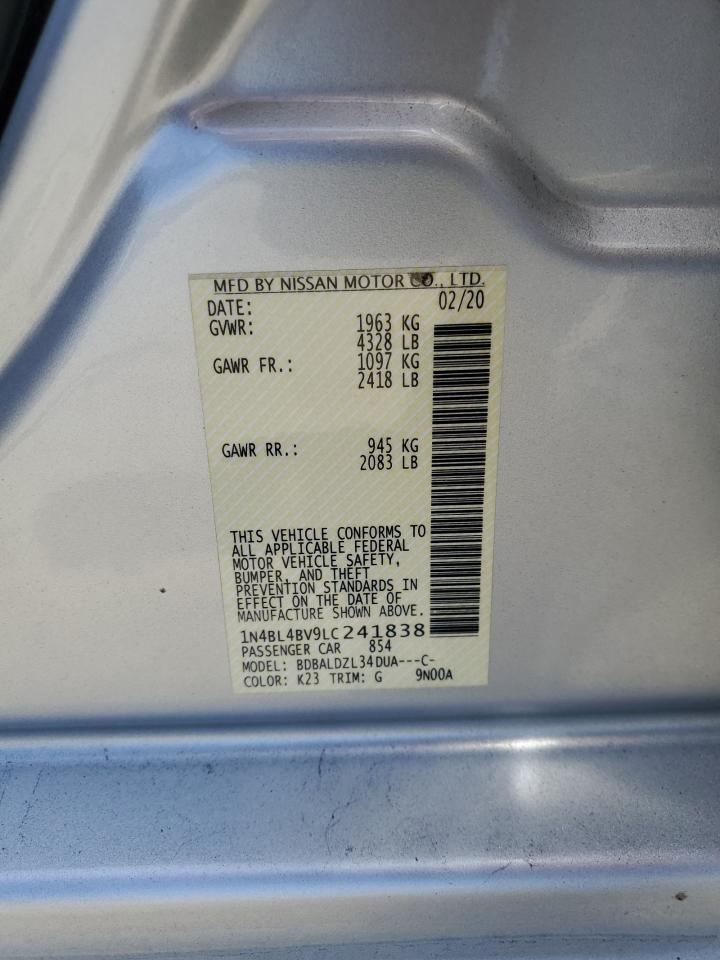 MFD BY NISSAN MOTOR CO., LTD.
DATE: 02/20
GVWR: 1963 KG
4328 LB
GAWR FR.: 1097 KG
2418 LB
GAWR RR.: 945 KG
2083 LB
THIS VEHICLE CONFORMS TO
ALL APPLICABLE FEDERAL
MOTOR VEHICLE SAFETY,
BUMPER, AND THEFT
PREVENTION STANDARDS IN
EFFECT ON THE DATE OF
MANUFACTURE SHOWN ABOVE.
1N4BL4BV9LC241838
PASSENGER CAR 854
MODEL: BDBALDZL34DUA---C-
COLOR: K23 TRIM: G 9N00A